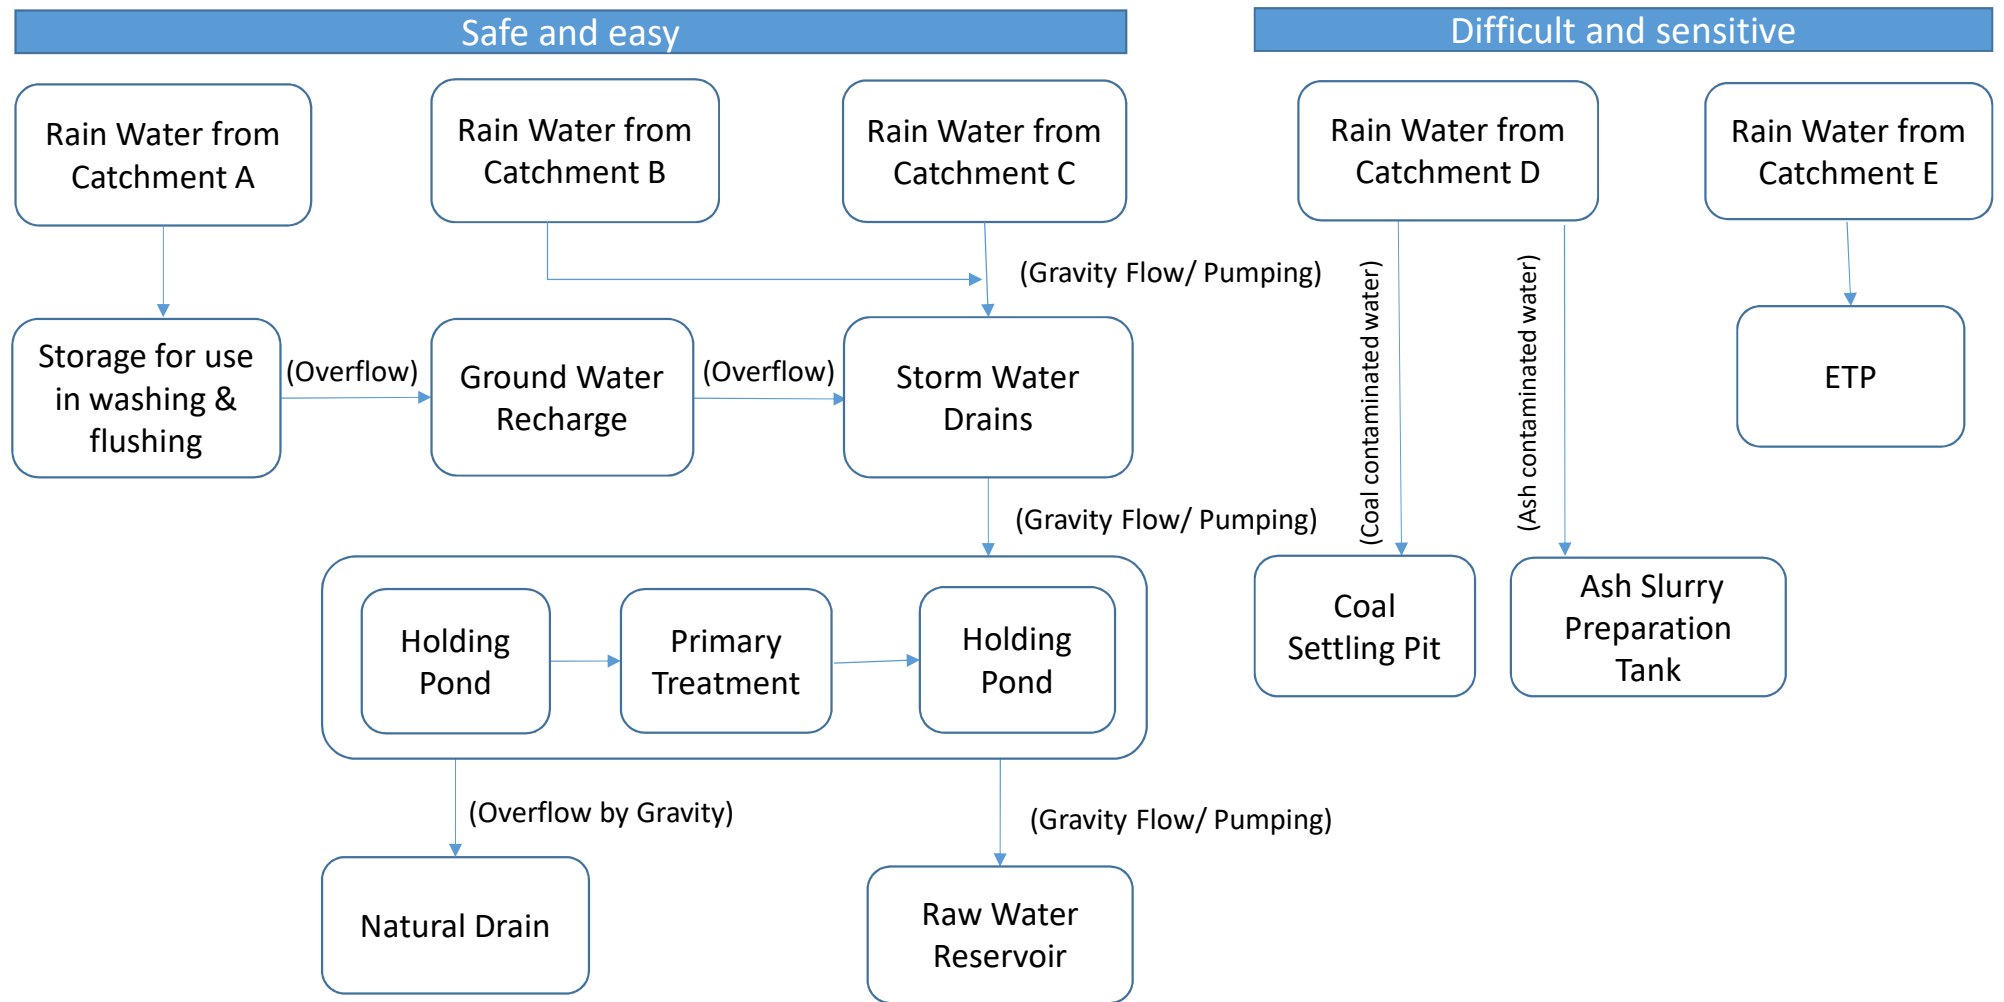 Safe and easy
Difficult and sensitive
Rain Water from
Catchment A
Rain Water from
Catchment B
Rain Water from
Catchment C
Rain Water from
Catchment D
Rain Water from
Catchment E
(Gravity Flow/ Pumping)
(Coal contaminated water)
(Ash contaminated water)
Storage for use
in washing &
flushing
(Overflow)
Ground Water
Recharge
(Overflow)
Storm Water
Drains
ETP
(Gravity Flow/ Pumping)
Holding
Pond
Primary
Treatment
Holding
Pond
Coal
Settling Pit
Ash Slurry
Preparation
Tank
(Overflow by Gravity)
(Gravity Flow/ Pumping)
Natural Drain
Raw Water
Reservoir